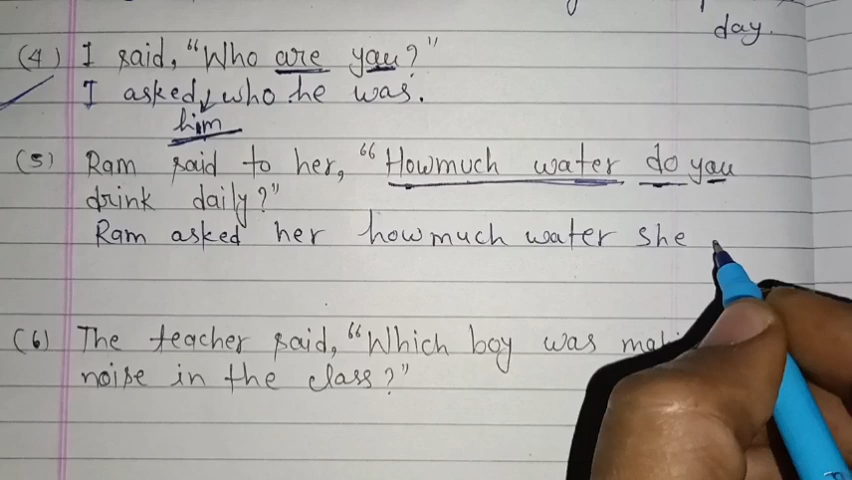 day.
(4) I said, "Who are you?"
I asked who he was.
him
(5) Ram said to her, "Howmuch water do you
drink daily?"
Ram asked her howmuch water she
(6) The teacher said, "Which boy was
noise in the class?"